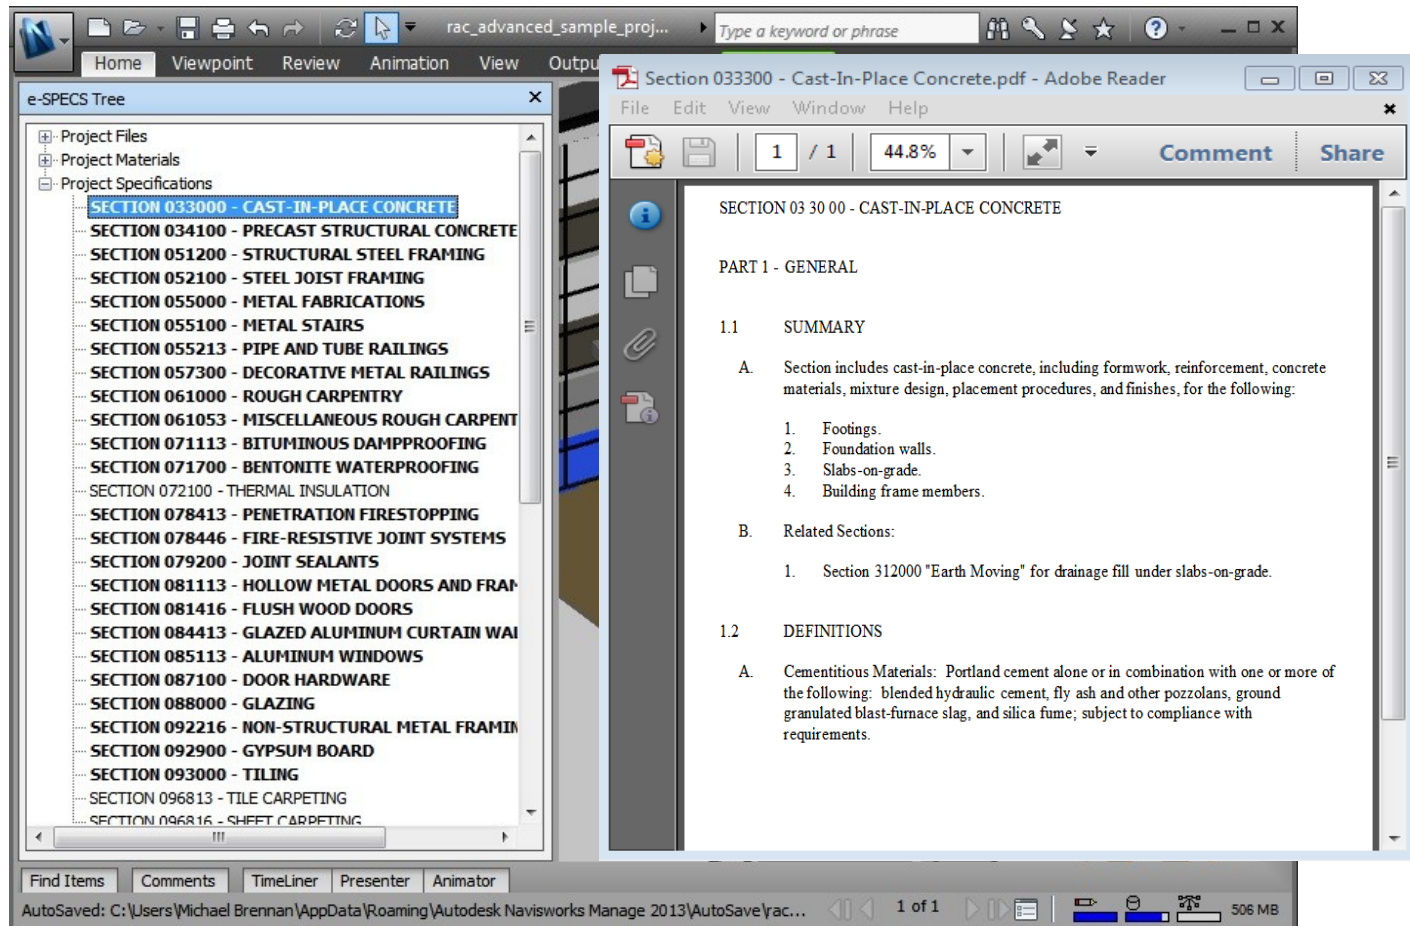 rac_advanced_sample_proj...
Type a keyword or phrase
Home Viewpoint Review Animation View Outpu
e-SPECS Tree
Project Files
Project Materials
Project Specifications
SECTION 033000 - CAST-IN-PLACE CONCRETE
SECTION 034100 - PRECAST STRUCTURAL CONCRETE
SECTION 051200 - STRUCTURAL STEEL FRAMING
SECTION 052100 - STEEL JOIST FRAMING
SECTION 055000 - METAL FABRICATIONS
SECTION 055100 - METAL STAIRS
SECTION 055213 - PIPE AND TUBE RAILINGS
SECTION 057300 - DECORATIVE METAL RAILINGS
SECTION 061000 - ROUGH CARPENTRY
SECTION 061053 - MISCELLANEOUS ROUGH CARPENT
SECTION 071113 - BITUMINOUS DAMPPROOFING
SECTION 071700 - BENTONITE WATERPROOFING
SECTION 072100 - THERMAL INSULATION
SECTION 078413 - PENETRATION FIRESTOPPING
SECTION 078446 - FIRE-RESISTIVE JOINT SYSTEMS
SECTION 079200 - JOINT SEALANTS
SECTION 081113 - HOLLOW METAL DOORS AND FRAM
SECTION 081416 - FLUSH WOOD DOORS
SECTION 084413 - GLAZED ALUMINUM CURTAIN WAL
SECTION 085113 - ALUMINUM WINDOWS
SECTION 087100 - DOOR HARDWARE
SECTION 088000 - GLAZING
SECTION 092216 - NON-STRUCTURAL METAL FRAMIN
SECTION 092900 - GYPSUM BOARD
SECTION 093000 - TILING
SECTION 096813 - TILE CARPETING
SECTION 096816 - SHEET CARPETING
Section 033300 - Cast-In-Place Concrete.pdf - Adobe Reader
File Edit View Window Help
1 / 1 44.8% Comment Share
SECTION 03 30 00 - CAST-IN-PLACE CONCRETE
PART 1 - GENERAL
1.1 SUMMARY
A. Section includes cast-in-place concrete, including formwork, reinforcement, concrete
materials, mixture design, placement procedures, and finishes, for the following:
1. Footings.
2. Foundation walls.
3. Slabs-on-grade.
4. Building frame members.
B. Related Sections:
1. Section 312000 "Earth Moving" for drainage fill under slabs-on-grade.
1.2 DEFINITIONS
A. Cementitious Materials: Portland cement alone or in combination with one or more of
the following: blended hydraulic cement, fly ash and other pozzolans, ground
granulated blast-furnace slag, and silica fume; subject to compliance with
requirements.
Find Items Comments TimeLiner Presenter Animator
AutoSaved: C:\Users\Michael Brennan\AppData\Roaming\Autodesk Navisworks Manage 2013\AutoSave\rac... 1 of 1 506 MB